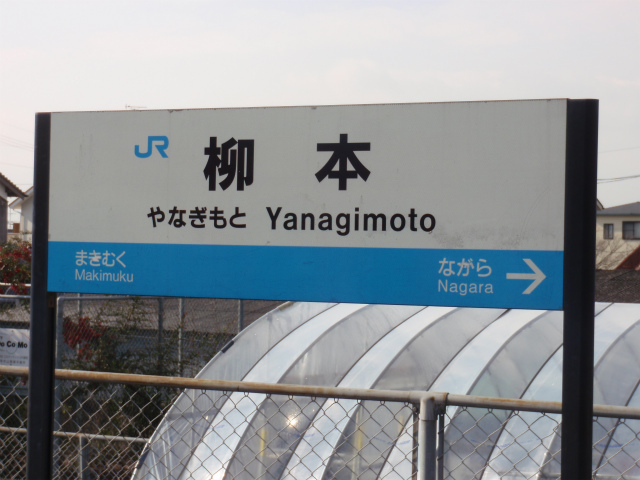 JR 柳本
やなぎもと Yanagimoto
まきむく ながら →
Makimuku Nagara